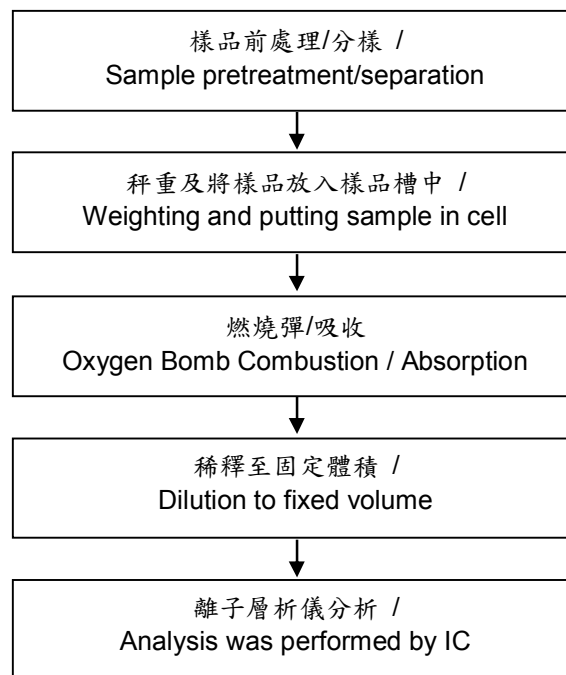 樣品前處理/分樣 /
Sample pretreatment/separation
秤重及將樣品放入樣品槽中 /
Weighting and putting sample in cell
燃燒彈/吸收
Oxygen Bomb Combustion / Absorption
稀釋至固定體積 /
Dilution to fixed volume
離子層析儀分析 /
Analysis was performed by IC